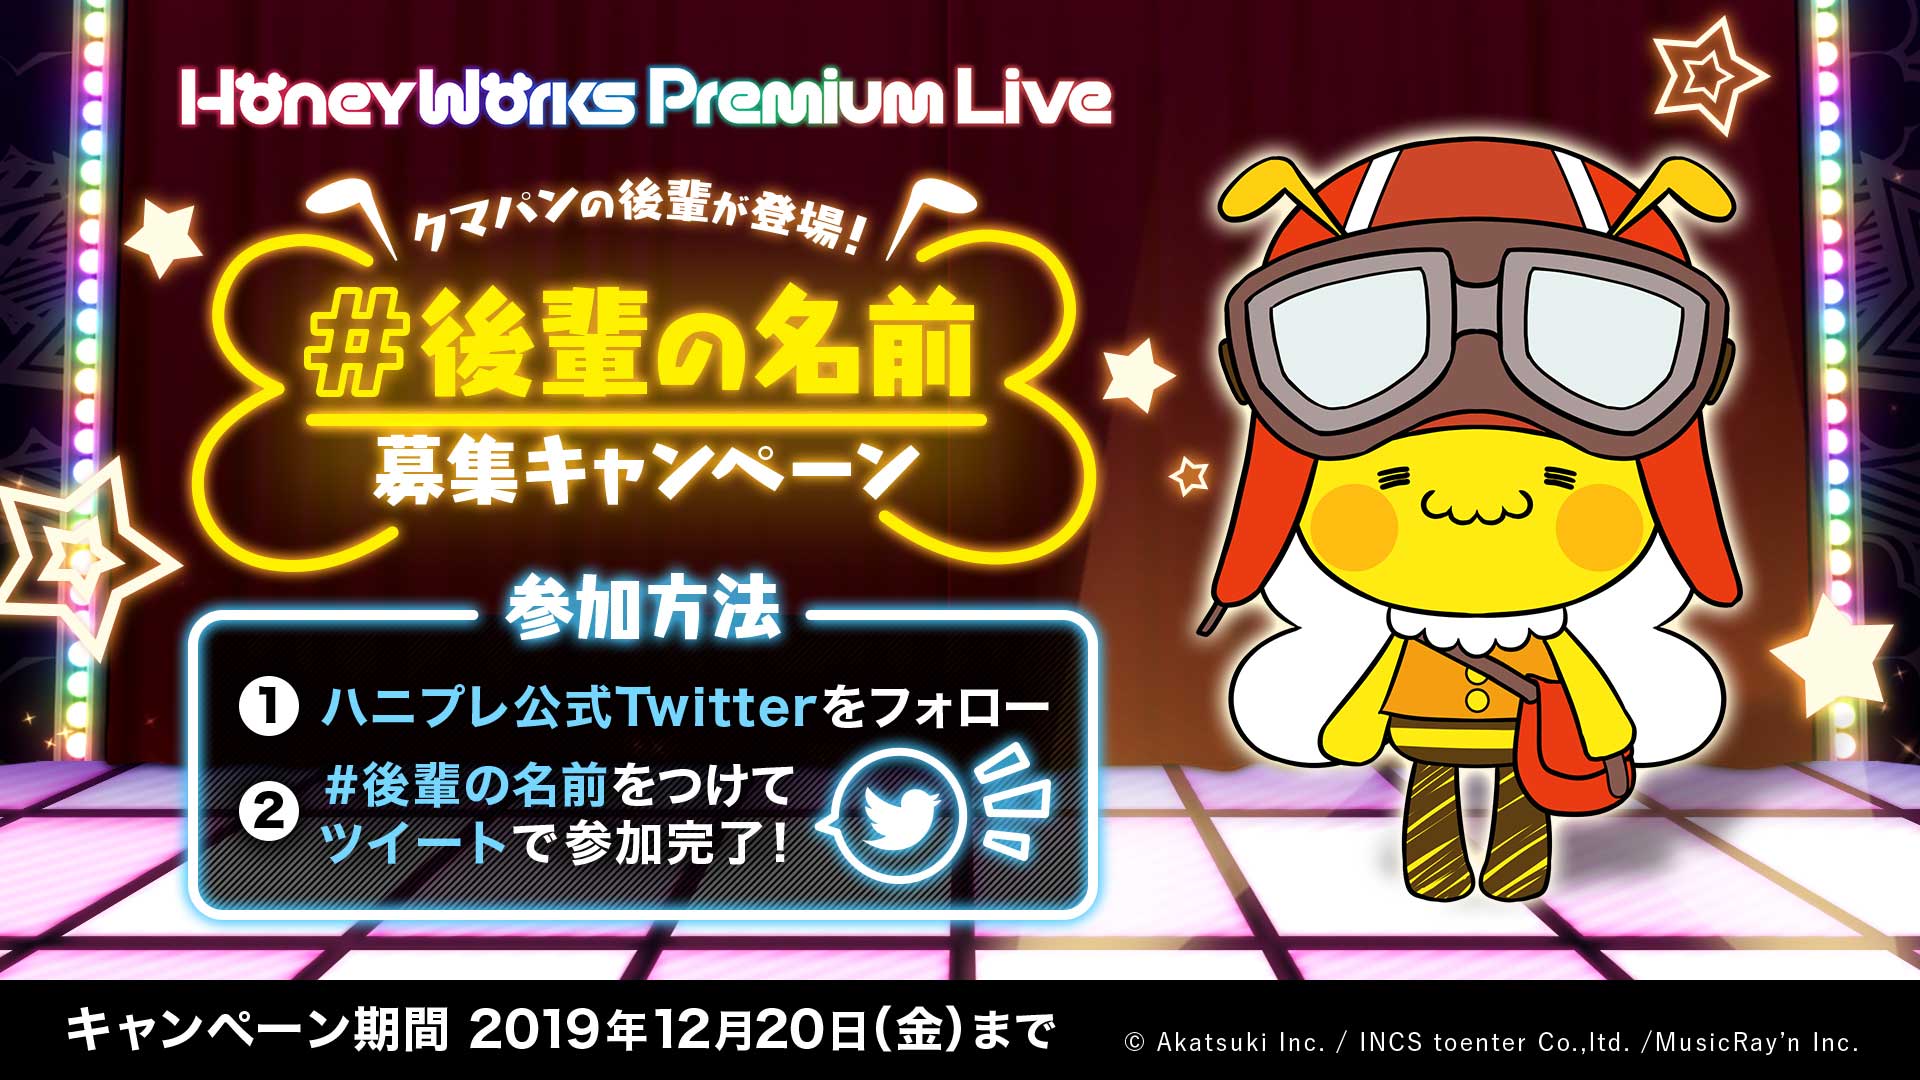 HoneyWorks Premium Live
クマパンの後輩が登場!
#後輩の名前
募集キャンペーン
参加方法
1 ハニプレ公式Twitterをフォロー
2 #後輩の名前をつけて
ツイートで参加完了!
キャンペーン期間 2019年12月20日(金)まで
© Akatsuki Inc. / INCS toenter Co.,ltd. /MusicRay'n Inc.